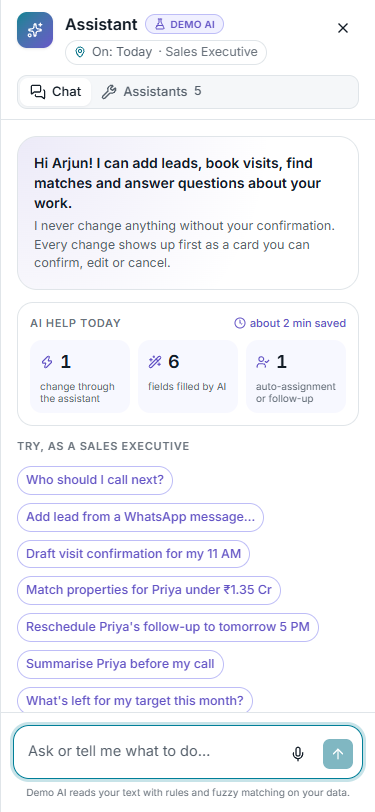 Assistant
DEMO AI
On: Today · Sales Executive
Chat
Assistants 5
Hi Arjun! I can add leads, book visits, find
matches and answer questions about your
work.
I never change anything without your confirmation.
Every change shows up first as a card you can
confirm, edit or cancel.
AI HELP TODAY
about 2 min saved
1
change through
the assistant
6
fields filled by AI
1
auto-assignment
or follow-up
TRY, AS A SALES EXECUTIVE
Who should I call next?
Add lead from a WhatsApp message...
Draft visit confirmation for my 11 AM
Match properties for Priya under ₹1.35 Cr
Reschedule Priya's follow-up to tomorrow 5 PM
Summarise Priya before my call
What's left for my target this month?
Ask or tell me what to do...
Demo AI reads your text with rules and fuzzy matching on your data.